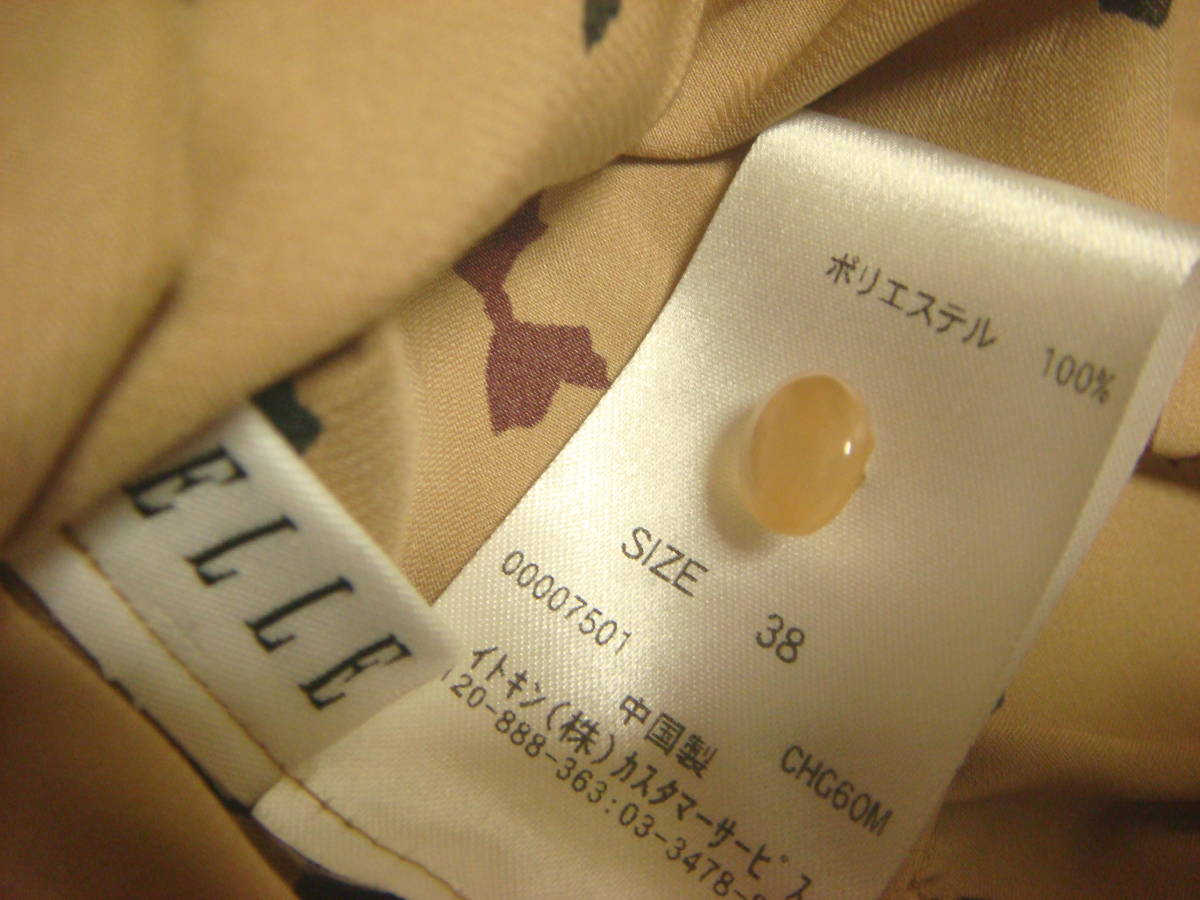 ELLE
ポリエステル 100%
SIZE 38
00007501
中国製 CHG60M
イトキン(株)カスタマーサービス
120-888-363:03-3478-